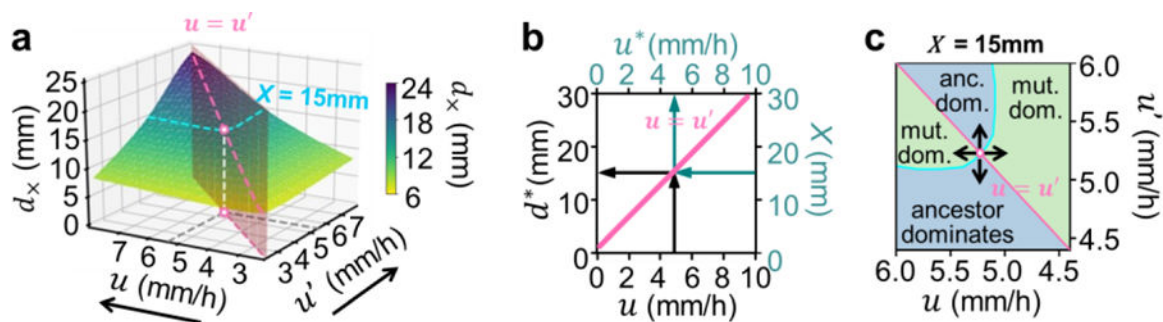 a
u = u'
X = 15mm
25
20
15
10
5
0
d× (mm)
7 6 5 4 3
u (mm/h)
3 4 5 6 7
u' (mm/h)
24
18
12
6
d× (mm)
b
u* (mm/h)
0 2 4 6 8 10
30
20
10
0
d* (mm)
u = u'
30
20
10
0
X (mm)
0 2 4 6 8 10
u (mm/h)
c
X = 15mm
anc.
dom.
mut.
dom.
mut.
dom.
u = u'
ancestor
dominates
6.0
5.5
5.0
4.5
u' (mm/h)
6.0 5.5 5.0 4.5
u (mm/h)